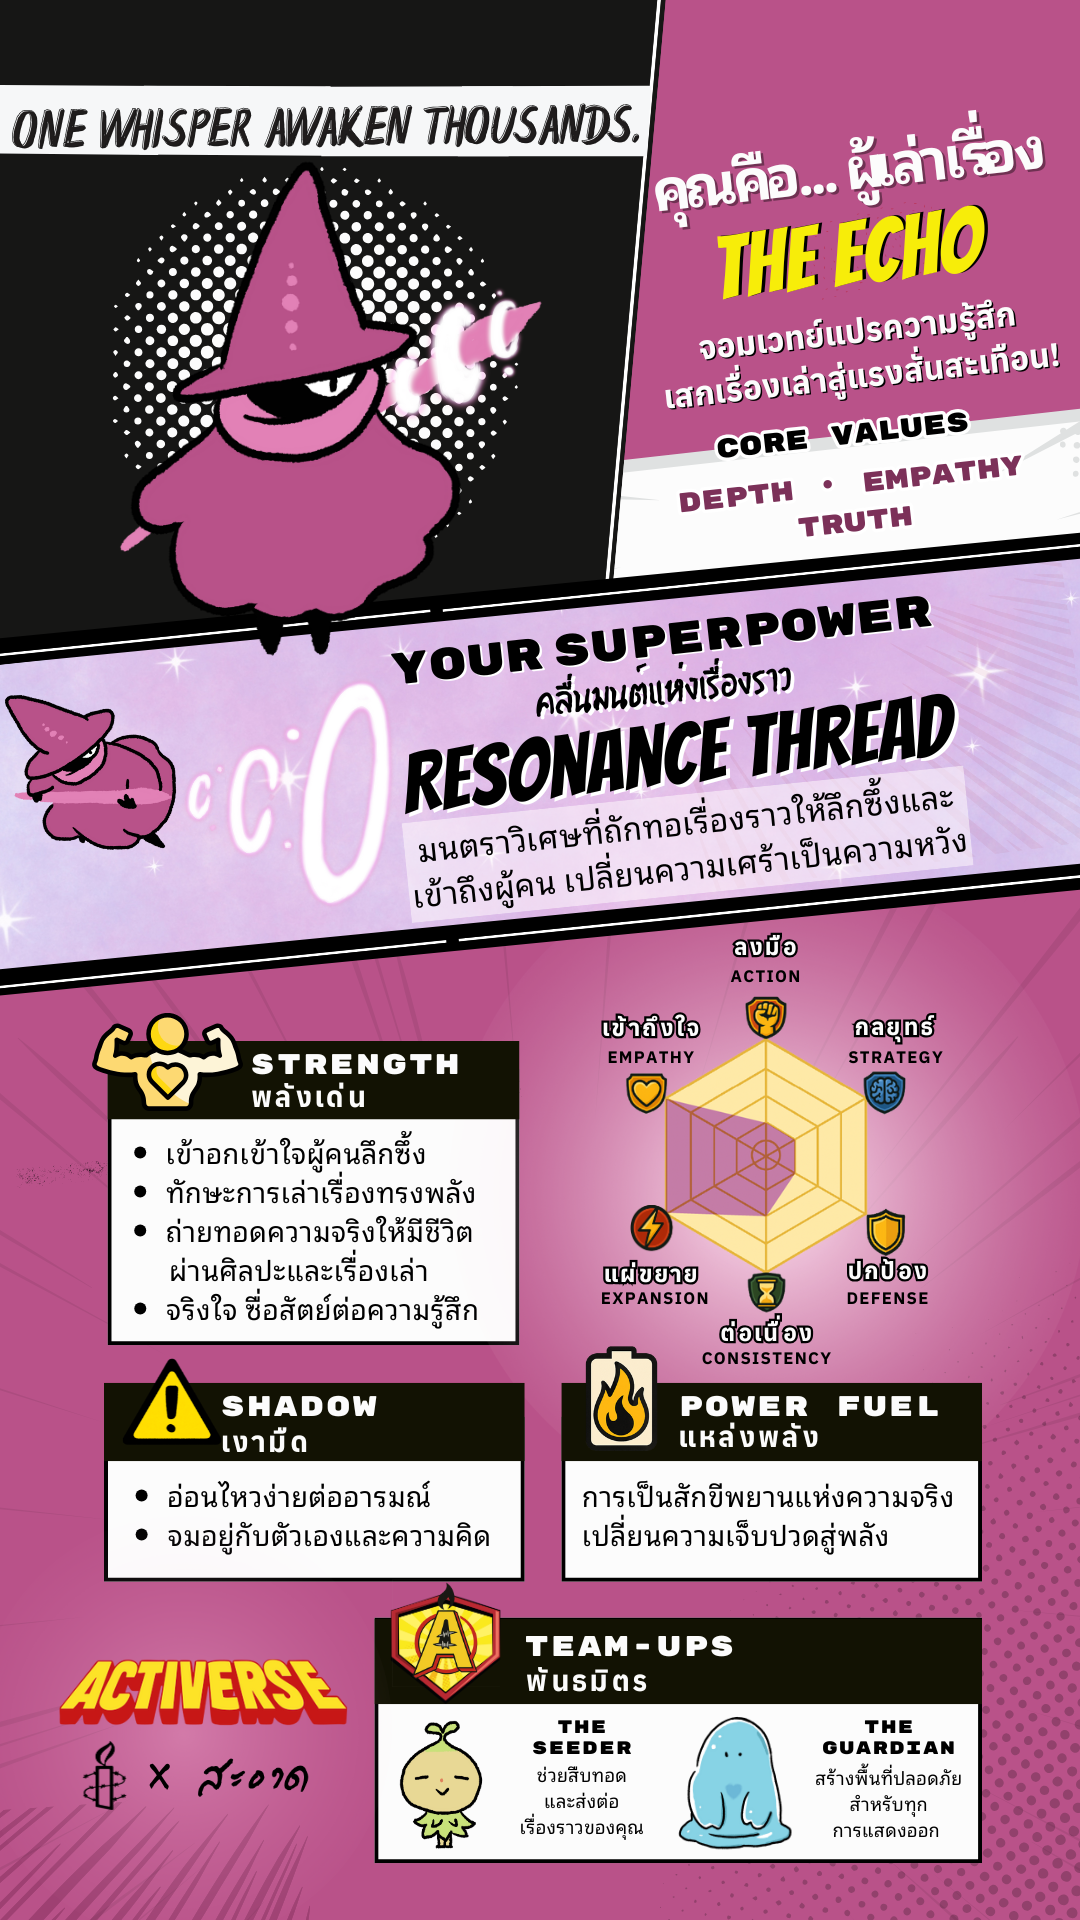 ONE WHISPER AWAKEN THOUSANDS.
คุณคือ... ผู้เล่าเรื่อง
THE ECHO
จอมเวทย์แปรความรู้สึก
เสกเรื่องเล่าสู่แรงสั่นสะเทือน!
CORE VALUES
DEPTH • EMPATHY
TRUTH
YOUR SUPERPOWER
คลื่นมนต์แห่งเรื่องราว
RESONANCE THREAD
มนตราวิเศษที่ถักทอเรื่องราวให้ลึกซึ้งและ
เข้าถึงผู้คน เปลี่ยนความเศร้าเป็นความหวัง
ลงมือ
ACTION
เข้าถึงใจ
EMPATHY
กลยุทธ์
STRATEGY
แผ่ขยาย
EXPANSION
ปกป้อง
DEFENSE
ต่อเนื่อง
CONSISTENCY
STRENGTH
พลังเด่น
• เข้าอกเข้าใจผู้คนลึกซึ้ง
• ทักษะการเล่าเรื่องทรงพลัง
• ถ่ายทอดความจริงให้มีชีวิต
ผ่านศิลปะและเรื่องเล่า
• จริงใจ ซื่อสัตย์ต่อความรู้สึก
SHADOW
เงามืด
• อ่อนไหวง่ายต่ออารมณ์
• จมอยู่กับตัวเองและความคิด
POWER FUEL
แหล่งพลัง
การเป็นสักขีพยานแห่งความจริง
เปลี่ยนความเจ็บปวดสู่พลัง
A
TEAM-UPS
พันธมิตร
THE
SEEDER
ช่วยสืบทอด
และส่งต่อ
เรื่องราวของคุณ
THE
GUARDIAN
สร้างพื้นที่ปลอดภัย
สำหรับทุก
การแสดงออก
ACTIVERSE
X สะอาด